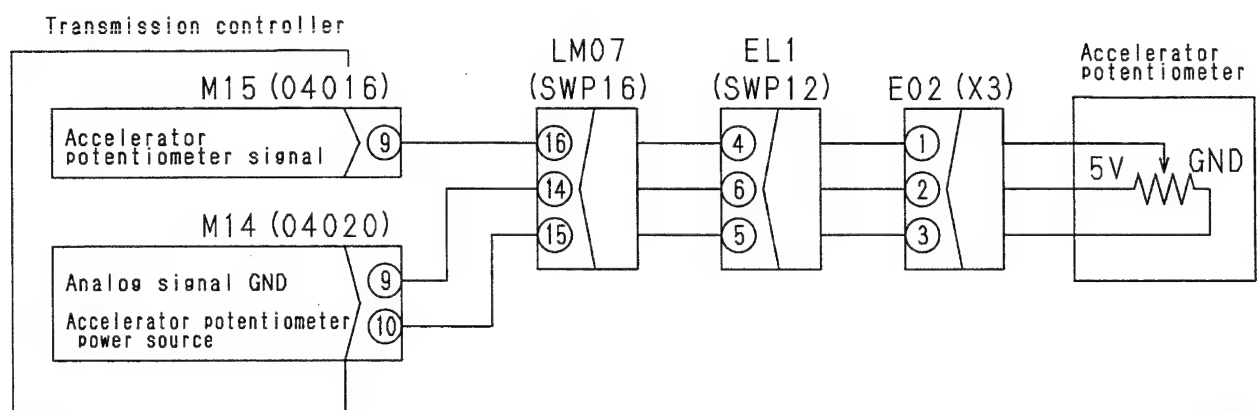 Transmission controller
LM07
(SWP16)
EL1
(SWP12)
E02 (X3)
Accelerator
potentiometer
M15 (04016)
Accelerator
potentiometer signal
9
16
4
1
5V
GND
14
6
2
15
5
3
M14 (04020)
Analog signal GND
9
Accelerator potentiometer
power source
10